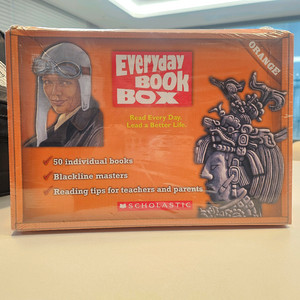 Everyday
BOOK
BOX
Read Every Day.
Lead a Better Life.
ORANGE
50 individual books
Blackline masters
Reading tips for teachers and parents
SCHOLASTIC